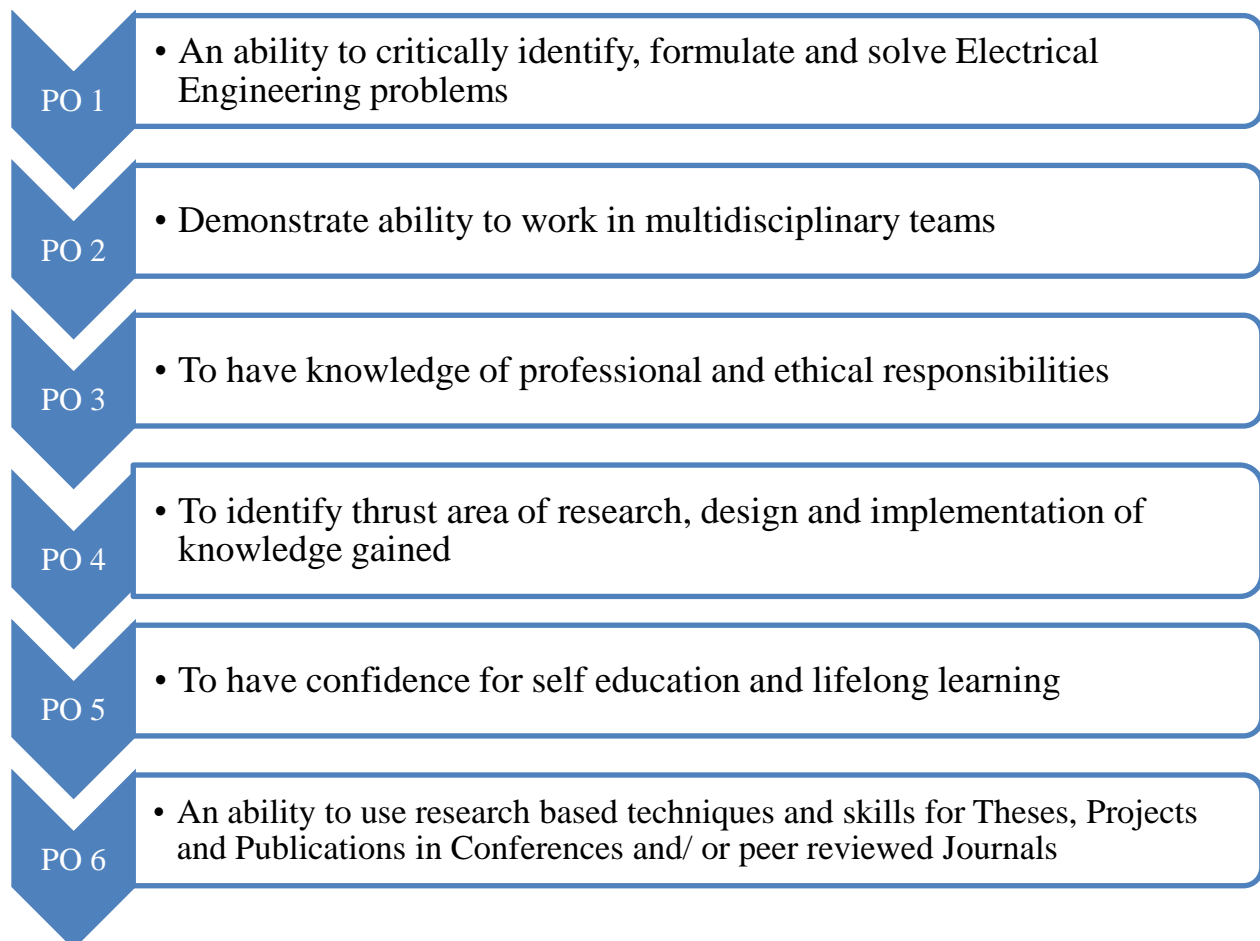 PO 1
• An ability to critically identify, formulate and solve Electrical
Engineering problems
PO 2
• Demonstrate ability to work in multidisciplinary teams
PO 3
• To have knowledge of professional and ethical responsibilities
PO 4
• To identify thrust area of research, design and implementation of
knowledge gained
PO 5
• To have confidence for self education and lifelong learning
PO 6
• An ability to use research based techniques and skills for Theses, Projects
and Publications in Conferences and/ or peer reviewed Journals